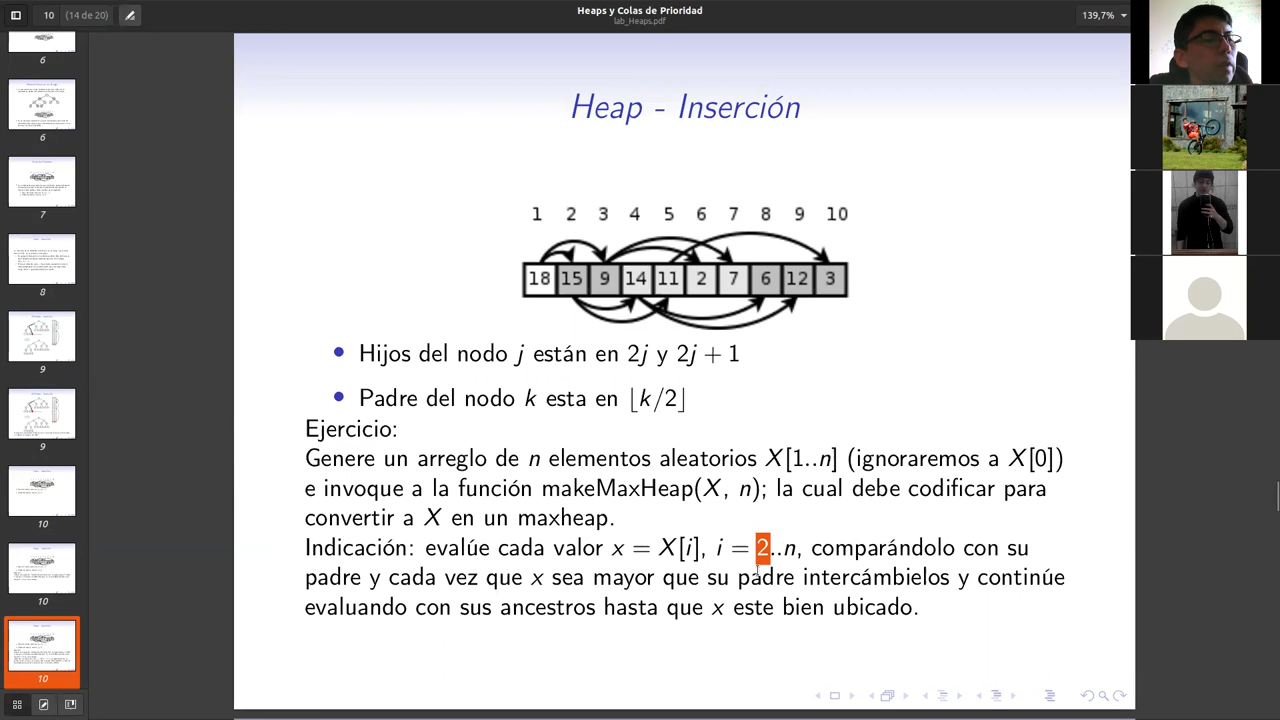 10 (14 de 20)
Heaps y Colas de Prioridad
lab_Heaps.pdf
139,7%
6
6
7
8
9
9
10
10
10
Heap - Inserción
1 2 3 4 5 6 7 8 9 10
18 15 9 14 11 2 7 6 12 3
Hijos del nodo j están en 2j y 2j + 1
Padre del nodo k esta en ⌊k/2⌋
Ejercicio:
Genere un arreglo de n elementos aleatorios X[1..n] (ignoraremos a X[0])
e invoque a la función makeMaxHeap(X, n); la cual debe codificar para
convertir a X en un maxheap.
Indicación: evalúe cada valor x = X[i], i = 2..n, comparándolo con su
padre y cada vez que x sea mayor que su padre intercámbielos y continúe
evaluando con sus ancestros hasta que x este bien ubicado.